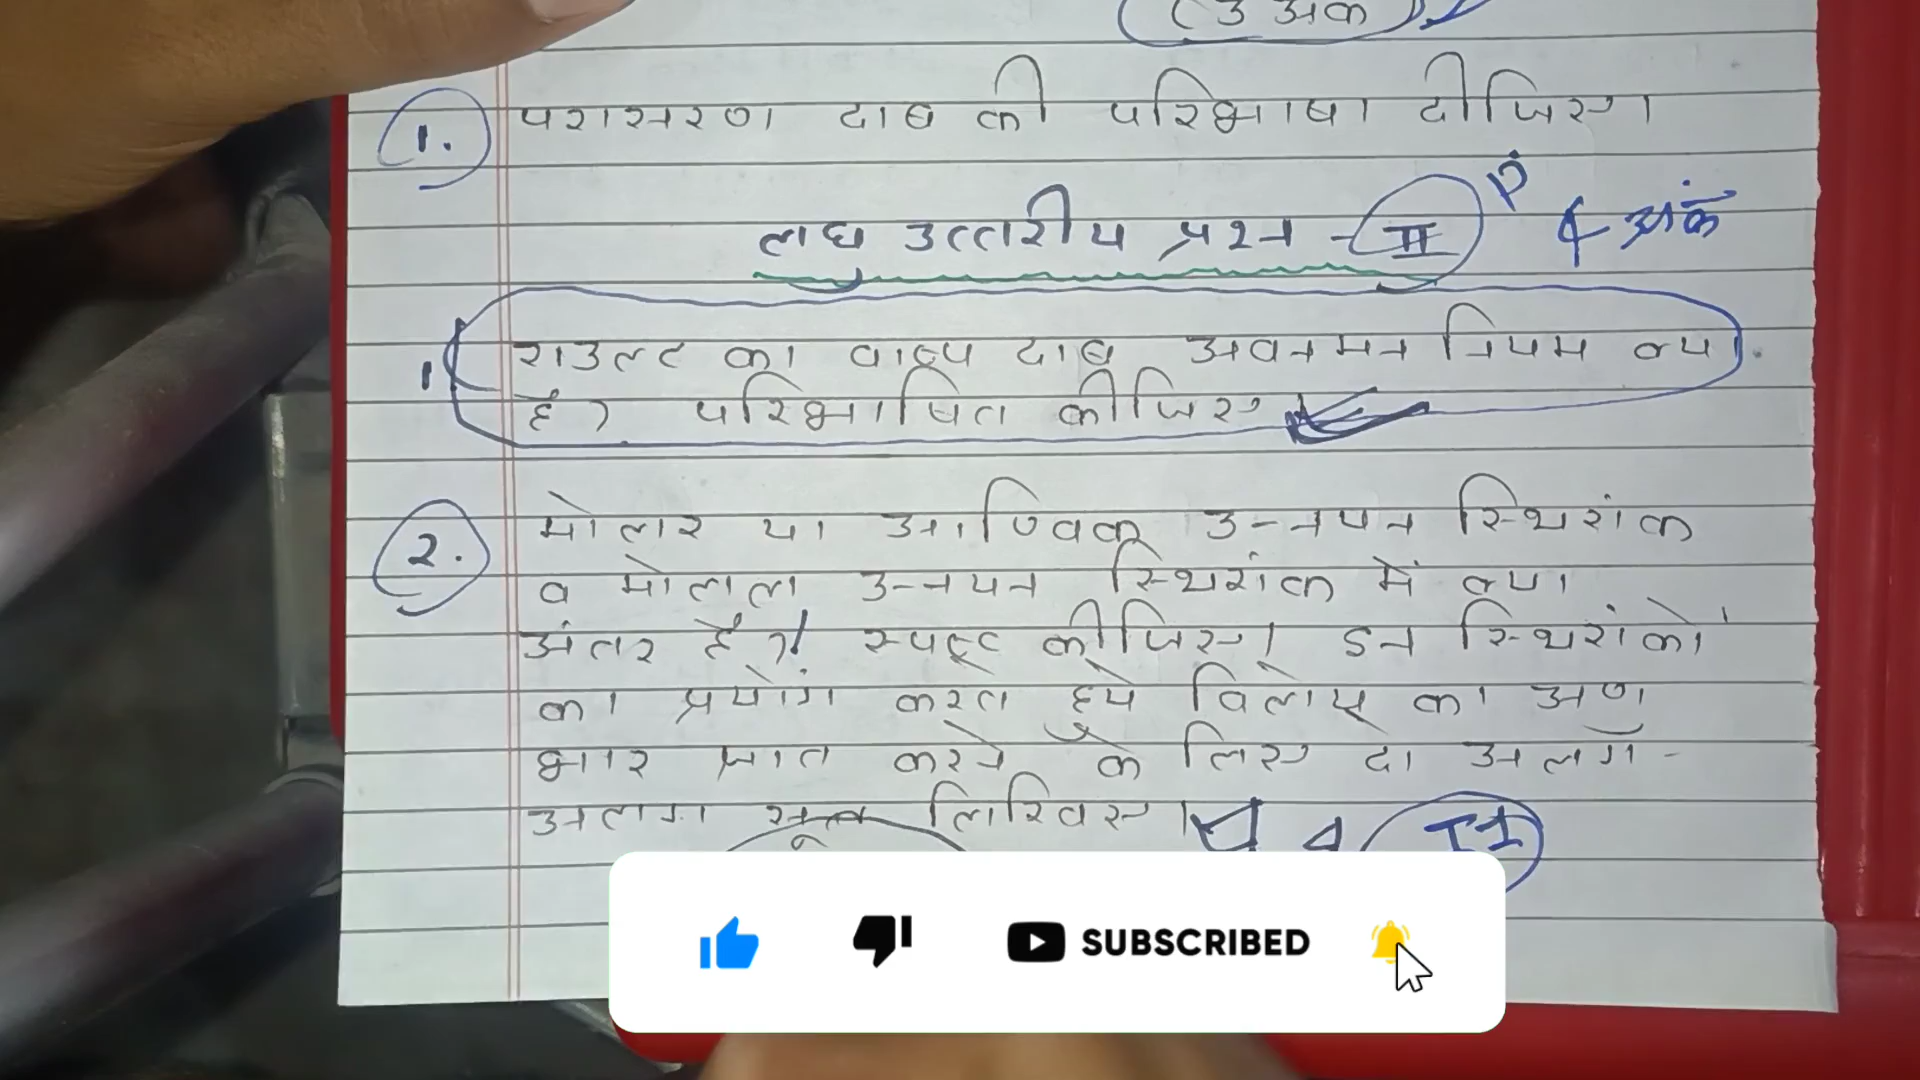 (3 अंक)
1. परासरण दाब की परिभाषा दीजिए।
लघु उत्तरीय प्रश्न - II 4 अंक
1 राउल्ट का वाष्प दाब अवनमन नियम क्या
है? परिभाषित कीजिए।
2. मोलर या आण्विक उन्नयन स्थिरांक
व मोलल उन्नयन स्थिरांक में क्या
अंतर है? स्पष्ट कीजिए। इन स्थिरांको
का प्रयोग करते हुये विलेय का अणु
भार ज्ञात करने के लिए दो अलग-
अलग सूत्र लिखिए।
SUBSCRIBED